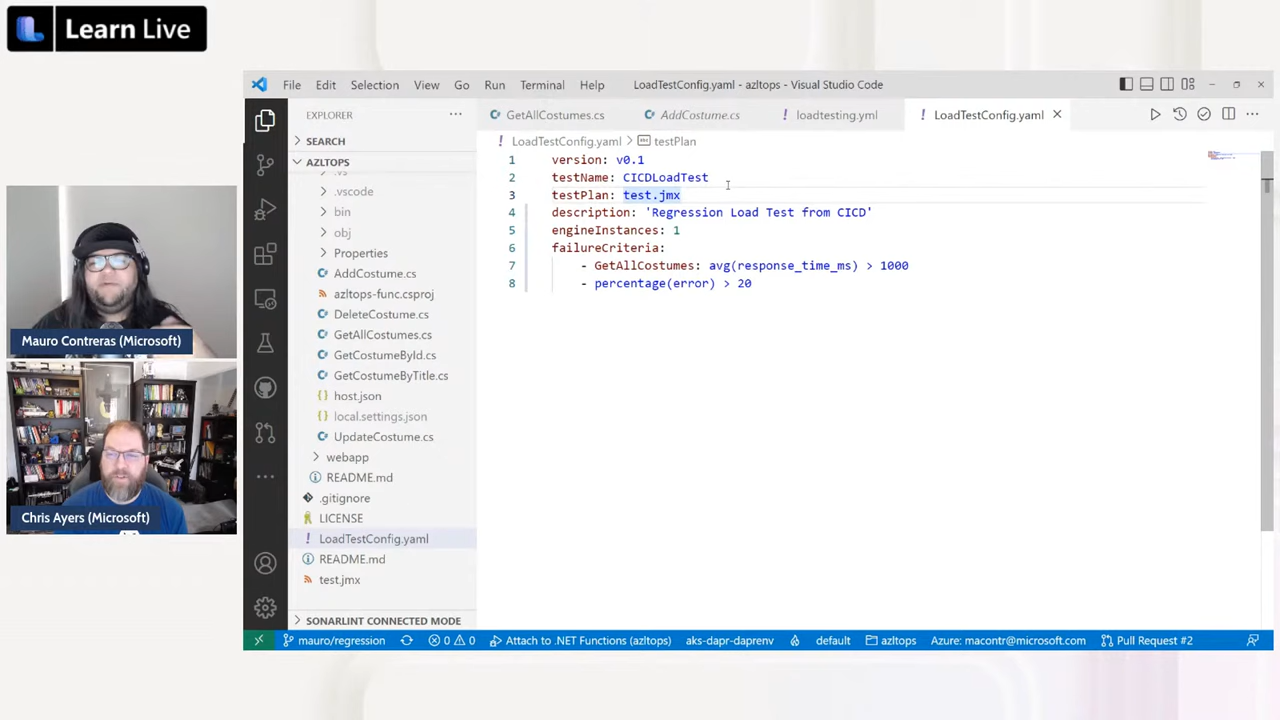 Learn Live
File Edit Selection View Go Run Terminal Help
LoadTestConfig.yaml - azltops - Visual Studio Code
EXPLORER
SEARCH
AZLTOPS
.vs
.vscode
bin
obj
Properties
AddCostume.cs
azltops-func.csproj
DeleteCostume.cs
GetAllCostumes.cs
GetCostumeById.cs
GetCostumeByTitle.cs
host.json
local.settings.json
UpdateCostume.cs
webapp
README.md
.gitignore
LICENSE
LoadTestConfig.yaml
README.md
test.jmx
SONARLINT CONNECTED MODE
GetAllCostumes.cs AddCostume.cs loadtesting.yml LoadTestConfig.yaml
LoadTestConfig.yaml > testPlan
1 version: v0.1
2 testName: CICDLoadTest
3 testPlan: test.jmx
4 description: 'Regression Load Test from CICD'
5 engineInstances: 1
6 failureCriteria:
7 - GetAllCostumes: avg(response_time_ms) > 1000
8 - percentage(error) > 20
Mauro Contreras (Microsoft)
Chris Ayers (Microsoft)
mauro/regression 0 0 Attach to .NET Functions (azltops) aks-dapr-daprenv default azltops Azure: macontr@microsoft.com Pull Request #2